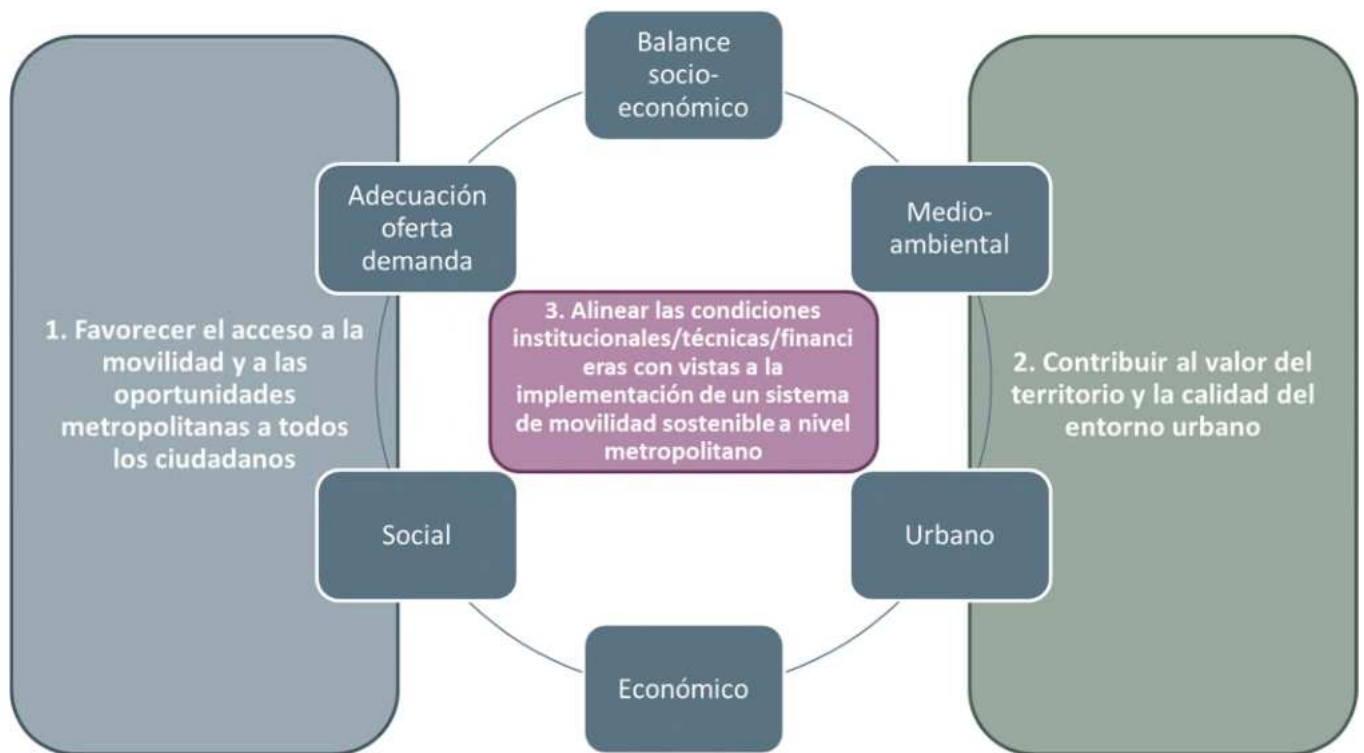 Balance
socio-
económico
Adecuación
oferta
demanda
Medio-
ambiental
1. Favorecer el acceso a la
movilidad y a las
oportunidades
metropolitanas a todos
los ciudadanos
3. Alinear las condiciones
institucionales/técnicas/financi
eras con vistas a la
implementación de un sistema
de movilidad sostenible a nivel
metropolitano
2. Contribuir al valor del
territorio y la calidad del
entorno urbano
Social
Urbano
Económico